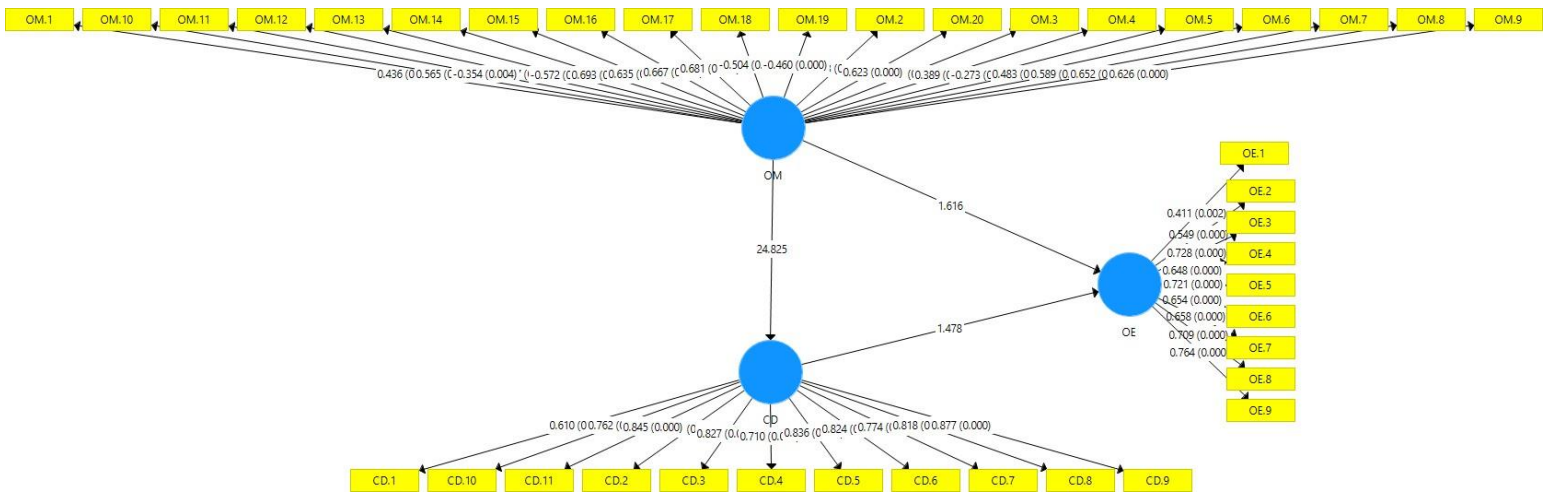 OM.1 OM.10 OM.11 OM.12 OM.13 OM.14 OM.15 OM.16 OM.17 OM.18 OM.19 OM.2 OM.20 OM.3 OM.4 OM.5 OM.6 OM.7 OM.8 OM.9
0.436 0.565 -0.354 (0.004) -0.572 0.693 0.635 0.667 0.681 -0.504 -0.460 (0.000) 0.623 (0.000) 0.389 -0.273 0.483 0.589 0.652 0.626 (0.000)
OM
OE.1
OE.2
1.616
0.411 (0.002)
OE.3
0.549 (0.000)
24.825
0.728 (0.000)
OE.4
0.648 (0.000)
0.721 (0.000)
OE.5
0.654 (0.000)
0.658 (0.000)
OE.6
1.478
OE
0.709 (0.000)
OE.7
0.764 (0.000)
OE.8
OE.9
CD
0.610 0.762 0.845 (0.000) 0.827 0.710 0.836 0.824 0.774 0.818 0.877 (0.000)
CD.1 CD.10 CD.11 CD.2 CD.3 CD.4 CD.5 CD.6 CD.7 CD.8 CD.9